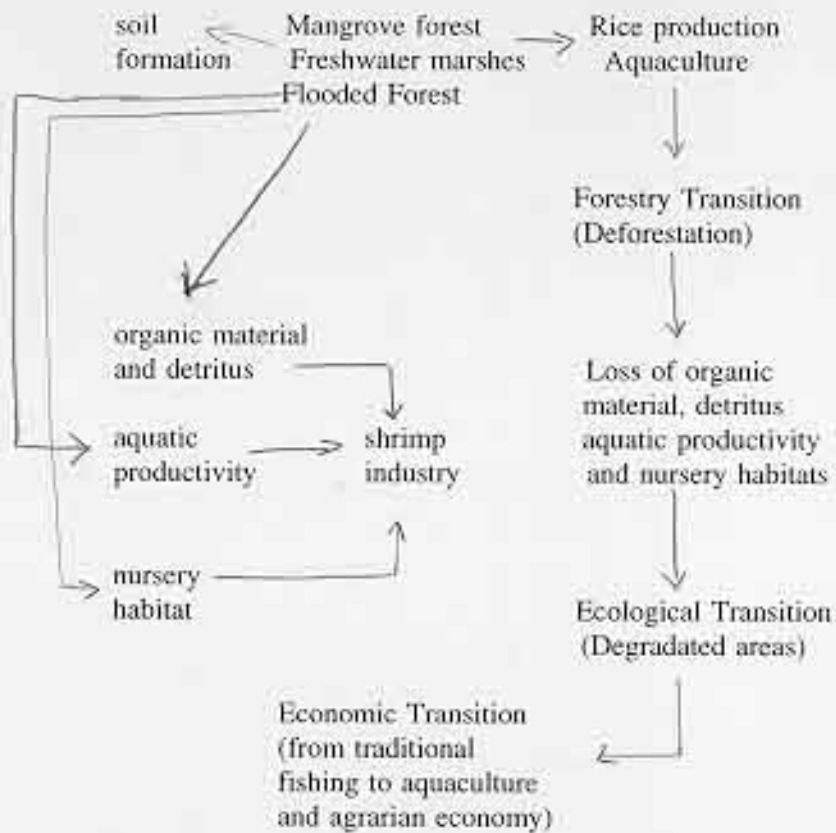 soil
formation
Mangrove forest
Freshwater marshes
Flooded Forest
Rice production
Aquaculture
Forestry Transition
(Deforestation)
organic material
and detritus
Loss of organic
material, detritus
aquatic productivity
and nursery habitats
aquatic
productivity
shrimp
industry
nursery
habitat
Ecological Transition
(Degradated areas)
Economic Transition
(from traditional
fishing to aquaculture
and agrarian economy)